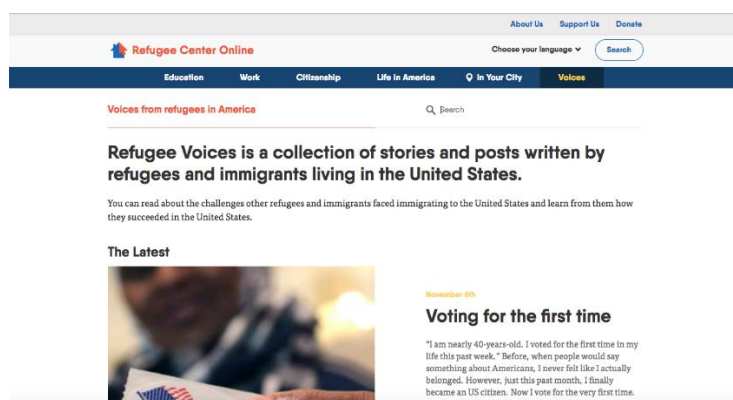 About Us Support Us Donate
Refugee Center Online
Choose your language
Search
Education Work Citizenship Life in America In Your City Voices
Voices from refugees in America
Search
Refugee Voices is a collection of stories and posts written by
refugees and immigrants living in the United States.
You can read about the challenges other refugees and immigrants faced immigrating to the United States and learn from them how
they succeeded in the United States.
The Latest
November 6th
Voting for the first time
"I am nearly 40-years-old. I voted for the first time in my
life this past week." Before, when people would say
something about Americans, I never felt like I actually
belonged. However, just this past month, I finally
became an US citizen. Now I vote for the very first time.